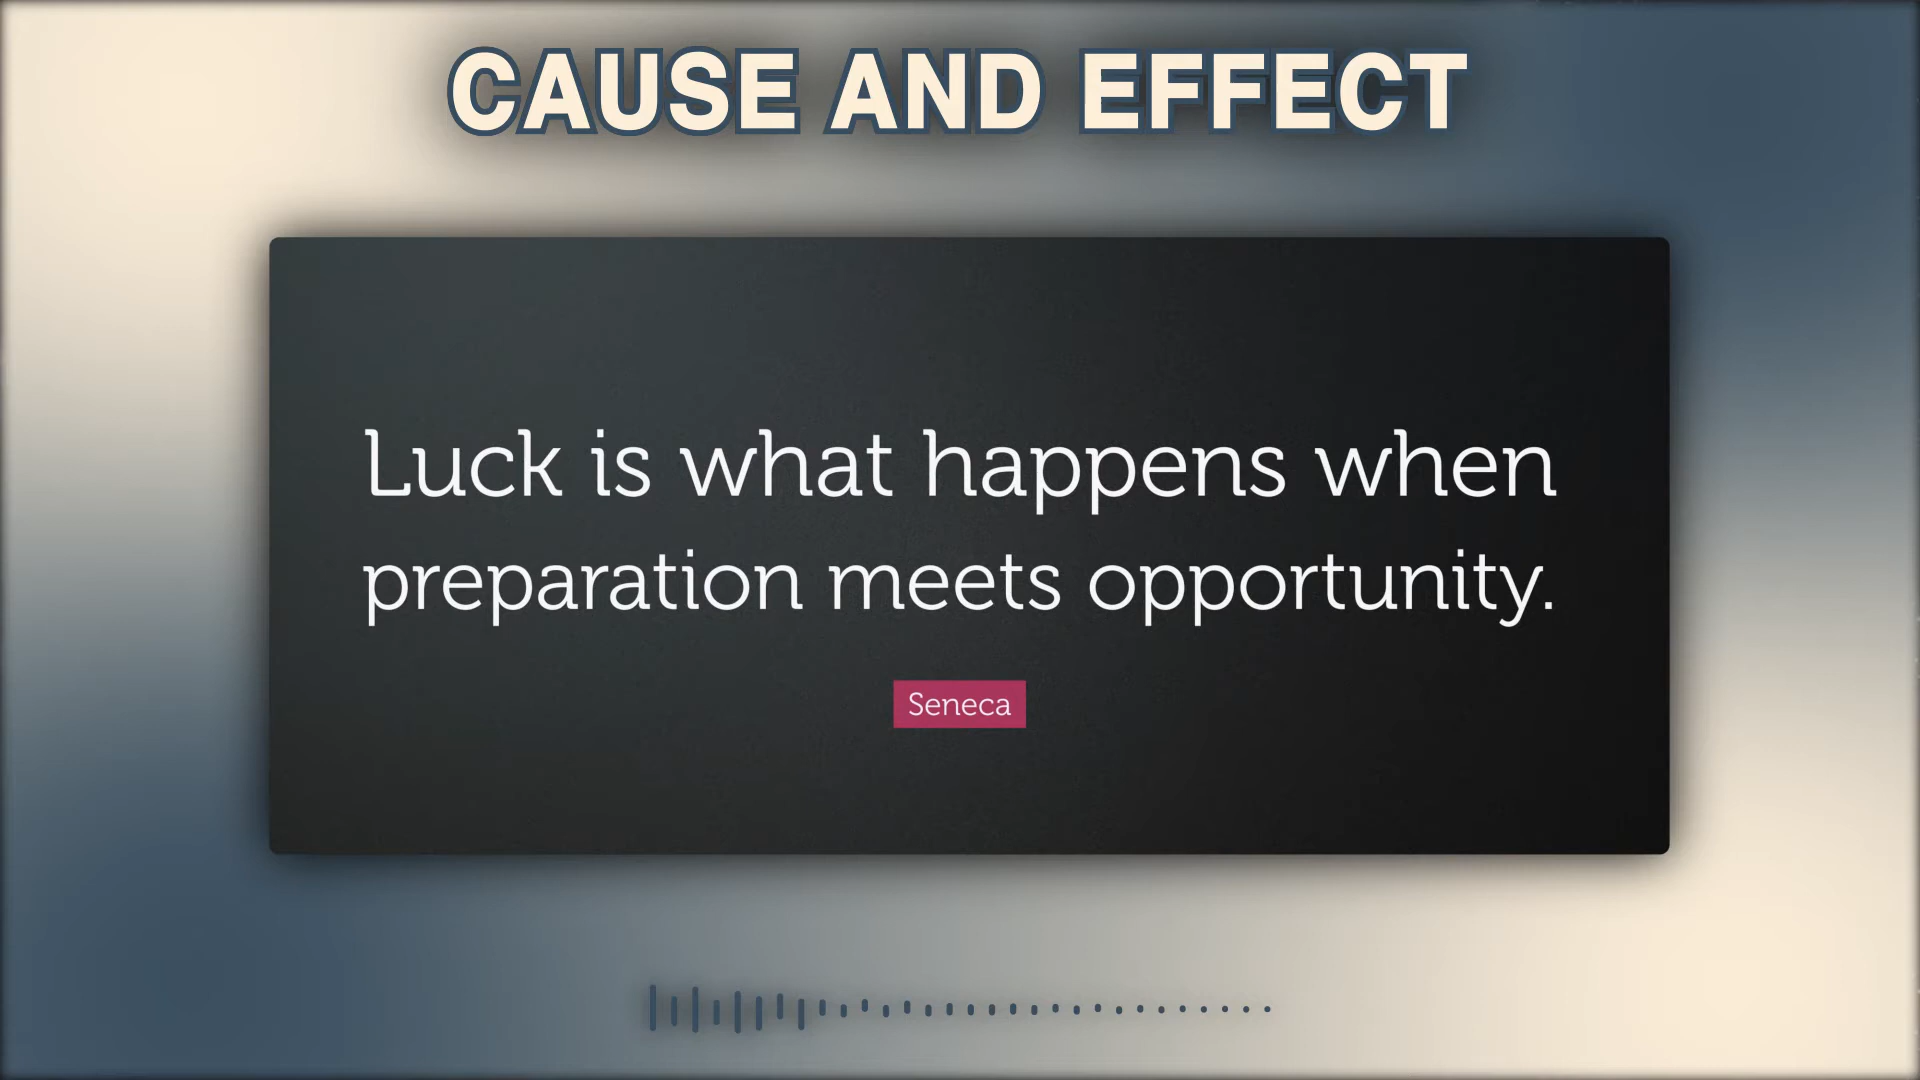 CAUSE AND EFFECT
Luck is what happens when
preparation meets opportunity.
Seneca